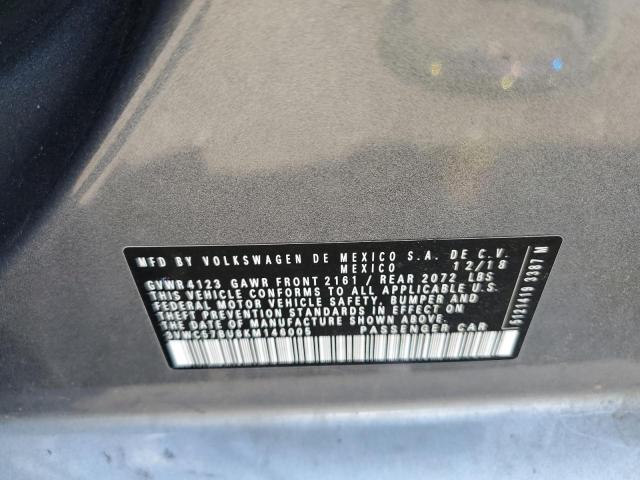 MFD BY VOLKSWAGEN DE MEXICO S.A. DE C.V.
MEXICO 12/18
GVWR 4123 GAWR FRONT 2161 / REAR 2072 LBS
THIS VEHICLE CONFORMS TO ALL APPLICABLE U.S.
FEDERAL MOTOR VEHICLE SAFETY, BUMPER AND
THEFT PREVENTION STANDARDS IN EFFECT ON
THE DATE OF MANUFACTURE SHOWN ABOVE.
PASSENGER CAR
5121419 3387 M